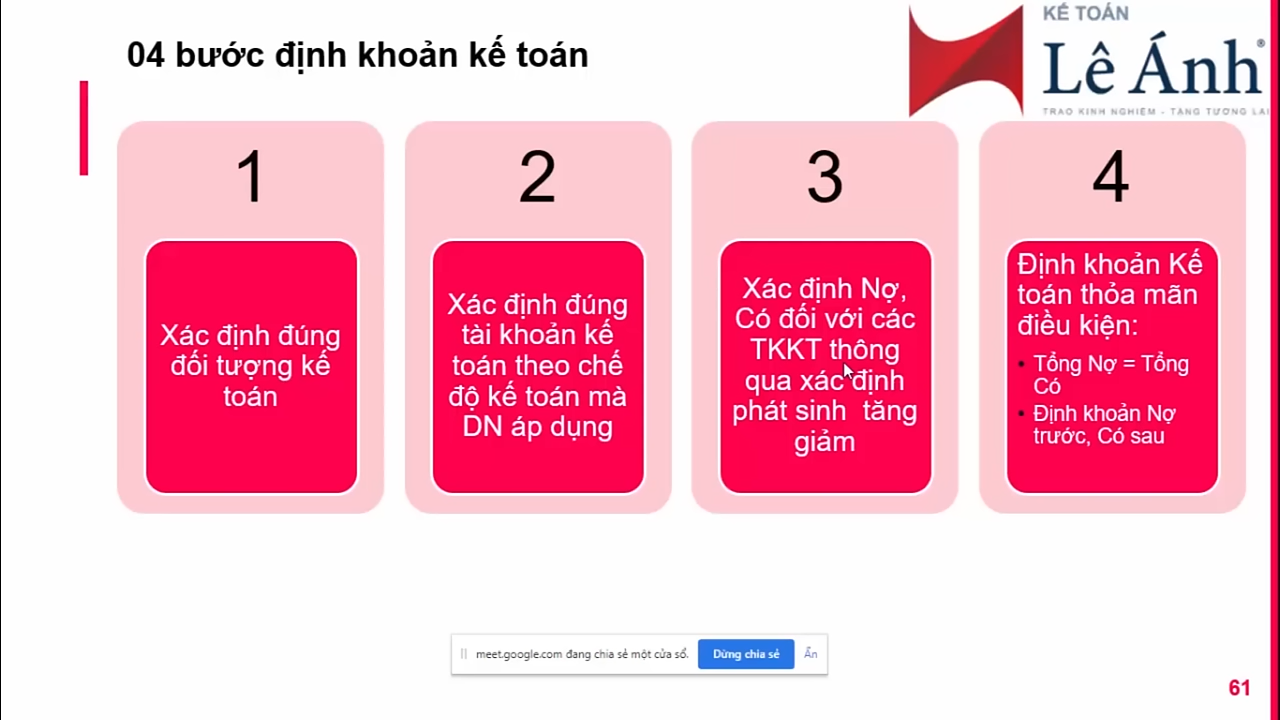 KẾ TOÁN
Lê Ánh®
TRAO KINH NGHIỆM - TẶNG TƯƠNG LAI
04 bước định khoản kế toán
1
Xác định đúng
đối tượng kế
toán
2
Xác định đúng
tài khoản kế
toán theo chế
độ kế toán mà
DN áp dụng
3
Xác định Nợ,
Có đối với các
TKKT thông
qua xác định
phát sinh tăng
giảm
4
Định khoản Kế
toán thỏa mãn
điều kiện:
• Tổng Nợ = Tổng
Có
• Định khoản Nợ
trước, Có sau
meet.google.com đang chia sẻ một cửa sổ.
Dừng chia sẻ
Ẩn
61